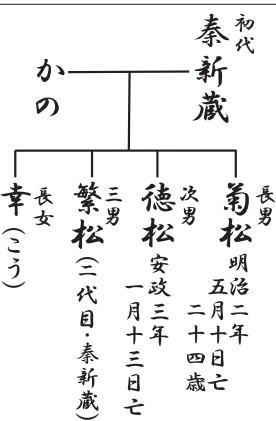 初代
秦新蔵
かの
長男
菊松
明治二年
五月十日亡
二十四歳
次男
徳松
安政三年
一月十三日亡
三男
繁松(二代目・秦新蔵)
長女
幸(こう)